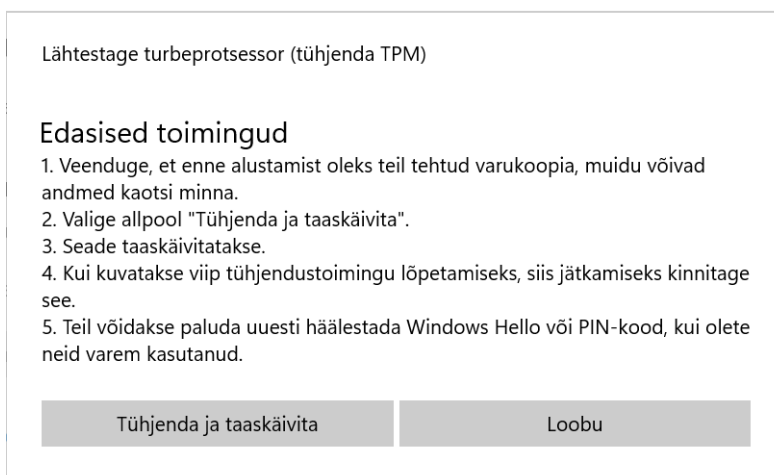 Lähtestage turbeprotsessor (tühjenda TPM)
Edasised toimingud
1. Veenduge, et enne alustamist oleks teil tehtud varukoopia, muidu võivad
andmed kaotsi minna.
2. Valige allpool "Tühjenda ja taaskäivita".
3. Seade taaskäivitatakse.
4. Kui kuvatakse viip tühjendustoimingu lõpetamiseks, siis jätkamiseks kinnitage
see.
5. Teil võidakse paluda uuesti häälestada Windows Hello või PIN-kood, kui olete
neid varem kasutanud.
Tühjenda ja taaskäivita
Loobu